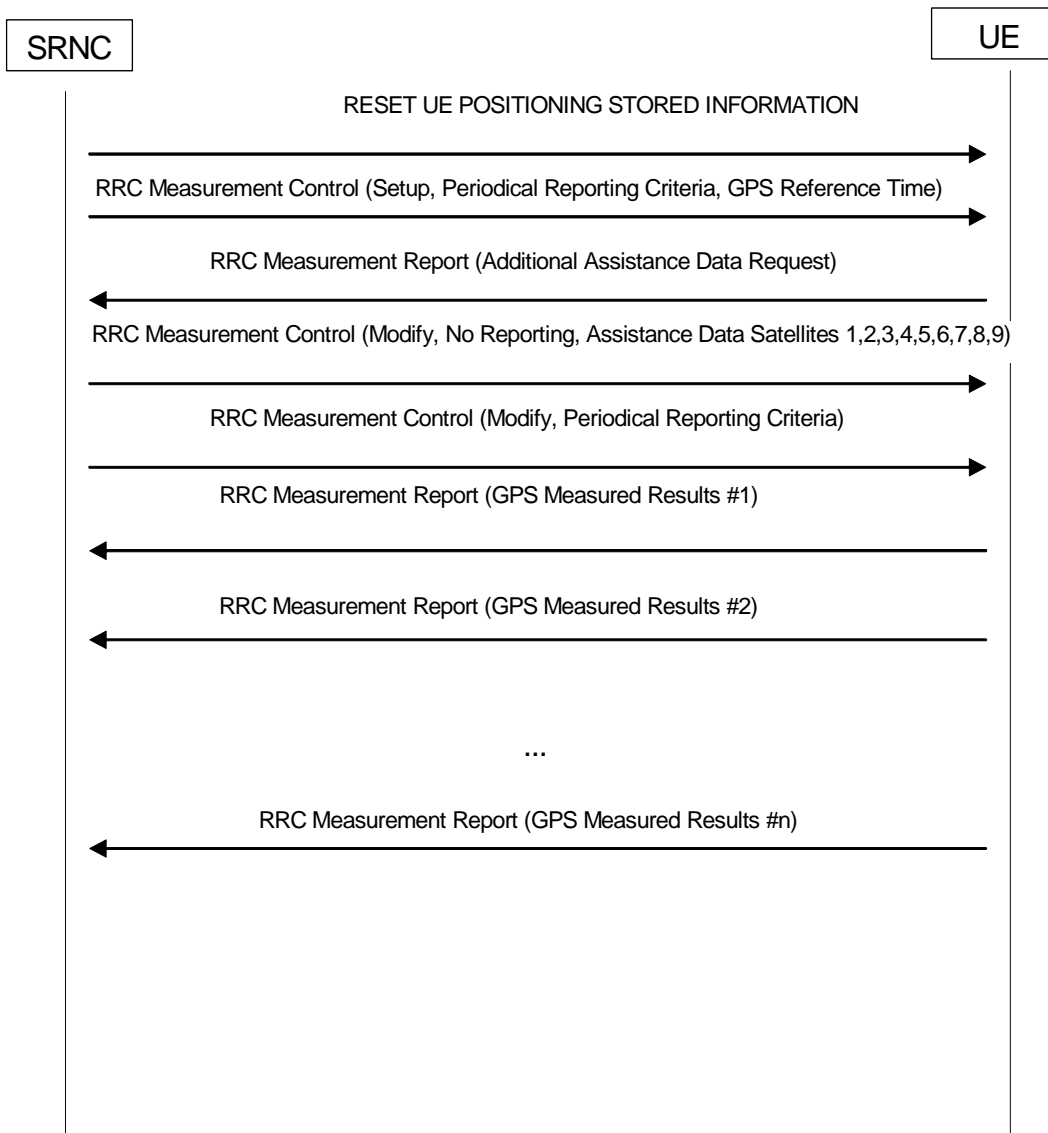 SRNC
UE
RESET UE POSITIONING STORED INFORMATION
RRC Measurement Control (Setup, Periodical Reporting Criteria, GPS Reference Time)
RRC Measurement Report (Additional Assistance Data Request)
RRC Measurement Control (Modify, No Reporting, Assistance Data Satellites 1,2,3,4,5,6,7,8,9)
RRC Measurement Control (Modify, Periodical Reporting Criteria)
RRC Measurement Report (GPS Measured Results #1)
RRC Measurement Report (GPS Measured Results #2)
...
RRC Measurement Report (GPS Measured Results #n)